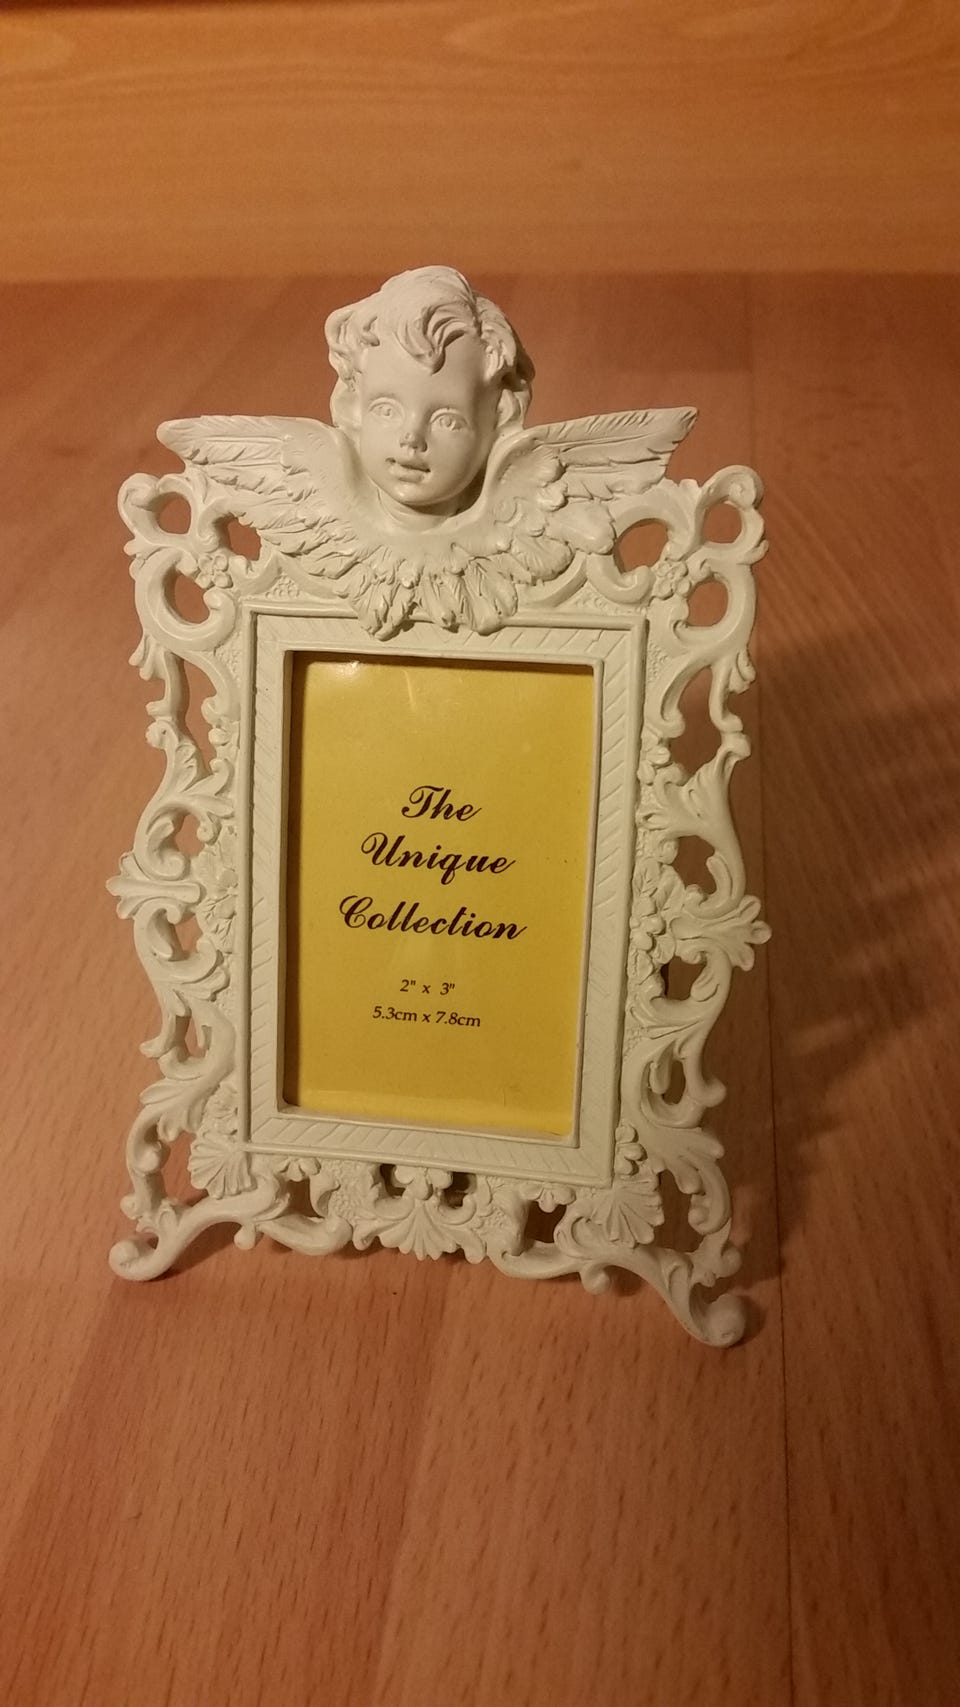 The
Unique
Collection
2" x 3"
5.3cm x 7.8cm